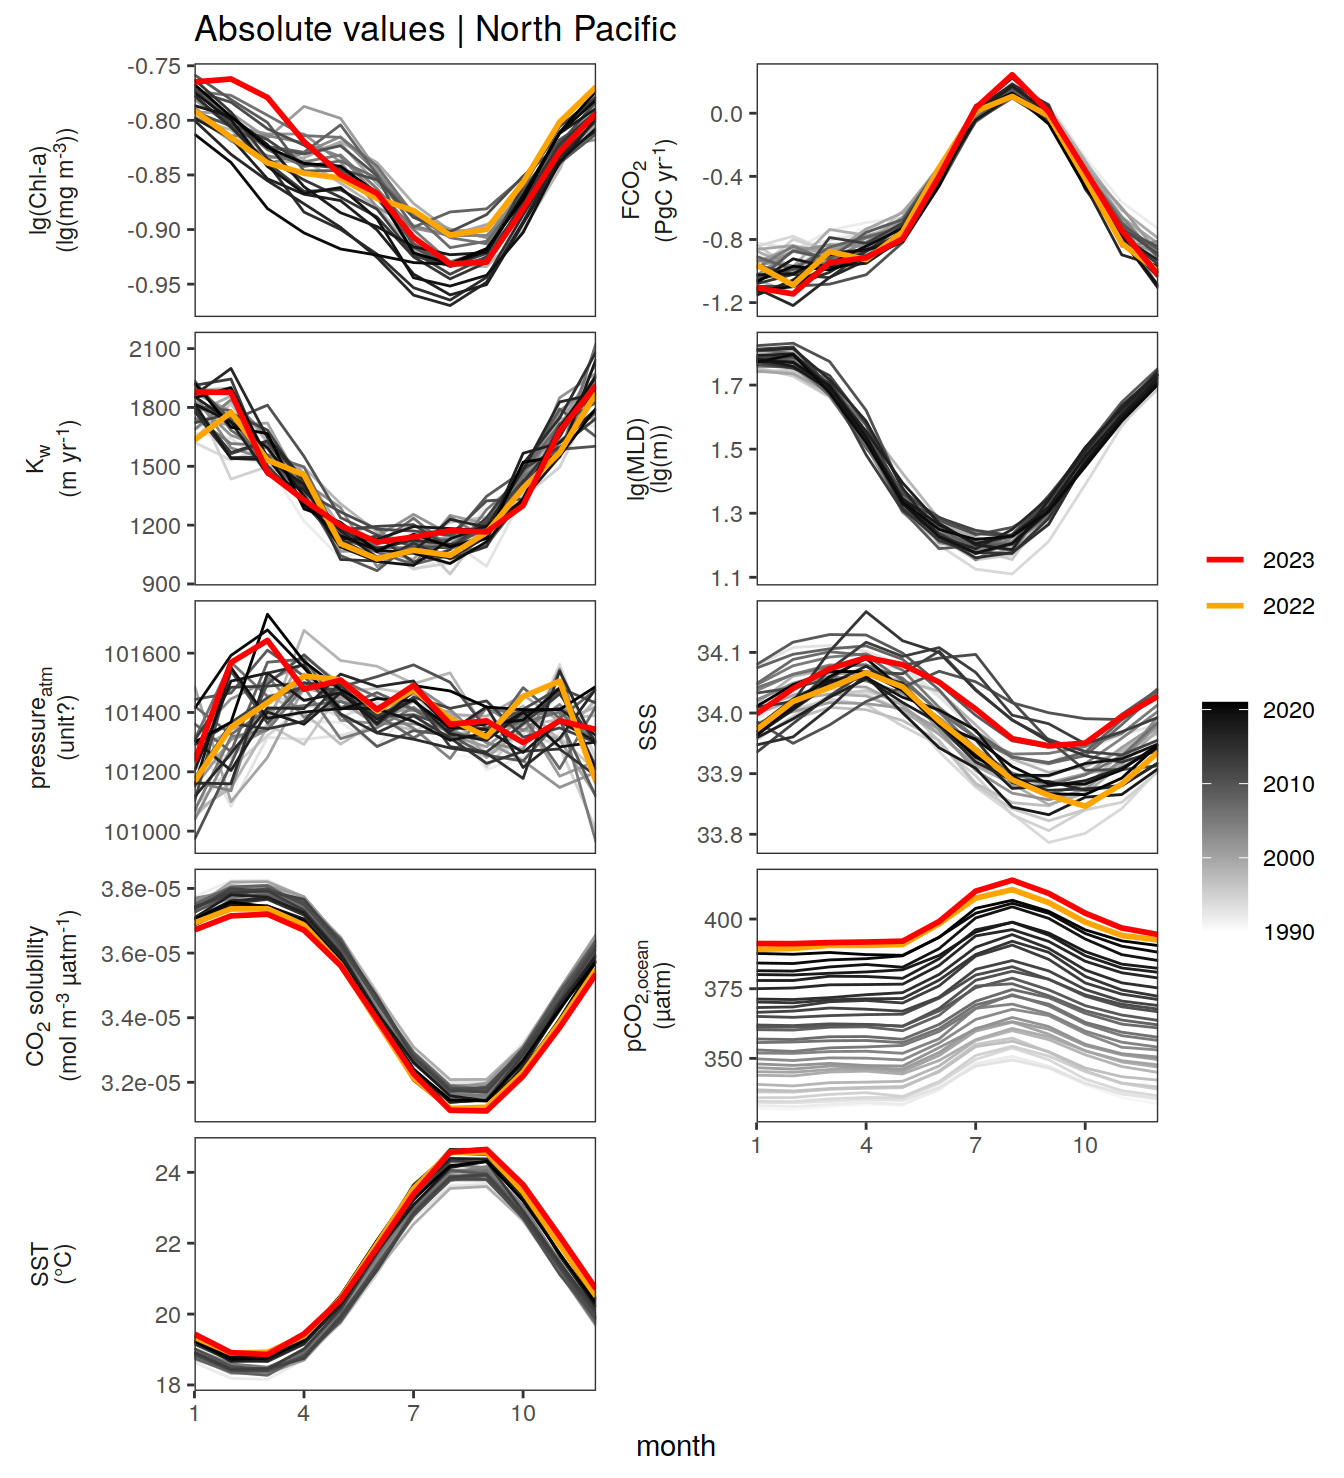 Absolute values | North Pacific
lg(Chl-a)
(lg(mg m⁻³))
-0.75
-0.80
-0.85
-0.90
-0.95
FCO₂
(PgC yr⁻¹)
0.0
-0.4
-0.8
-1.2
K_w
(m yr⁻¹)
2100
1800
1500
1200
900
lg(MLD)
(lg(m))
1.7
1.5
1.3
1.1
pressure_atm
(unit?)
101600
101400
101200
101000
SSS
34.1
34.0
33.9
33.8
CO₂ solubility
(mol m⁻³ µatm⁻¹)
3.8e-05
3.6e-05
3.4e-05
3.2e-05
pCO₂,ocean
(µatm)
400
375
350
1 4 7 10
SST
(°C)
24
22
20
18
1 4 7 10
month
2023
2022
2020
2010
2000
1990